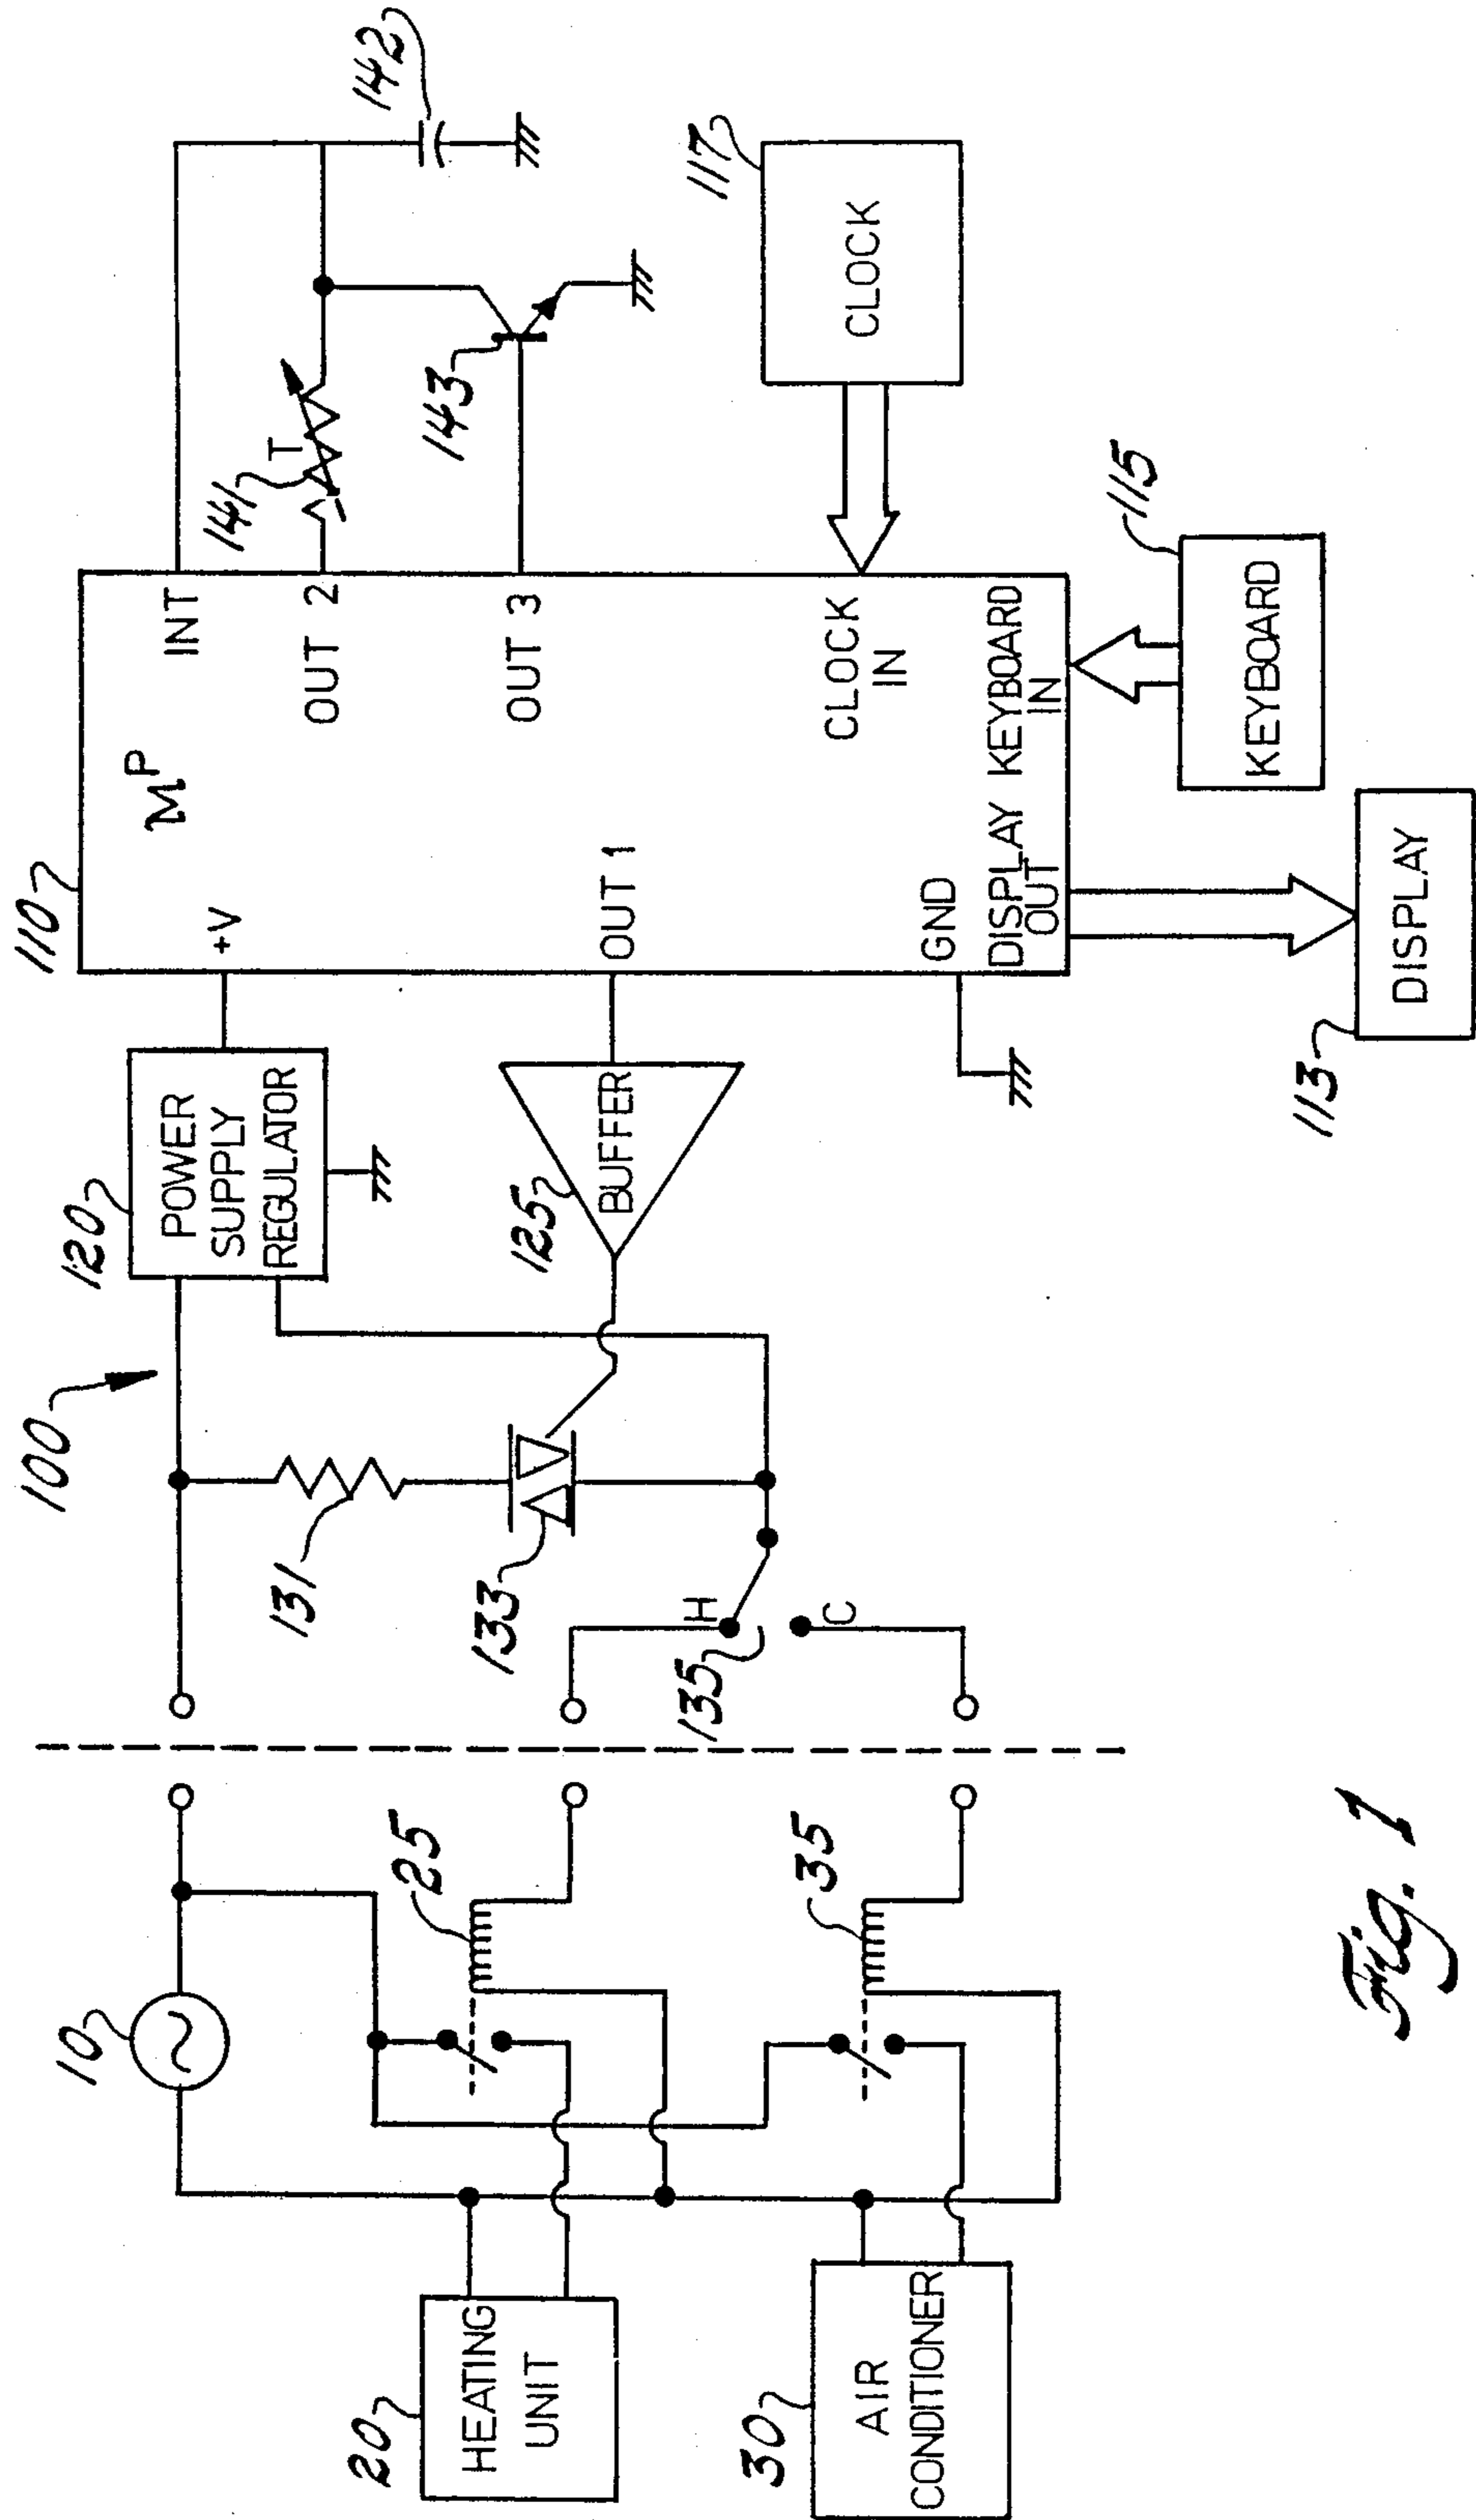 10
100
120
110
20
HEATING
UNIT
25
30
AIR
CONDITIONER
35
131
133
135
H
C
POWER
SUPPLY
REGULATOR
125
BUFFER
+V
μP
INT
OUT 2
OUT 1
OUT 3
GND
CLOCK
IN
DISPLAY
OUT
KEYBOARD
IN
141
T
142
143
117
CLOCK
115
KEYBOARD
113
DISPLAY
Fig. 1